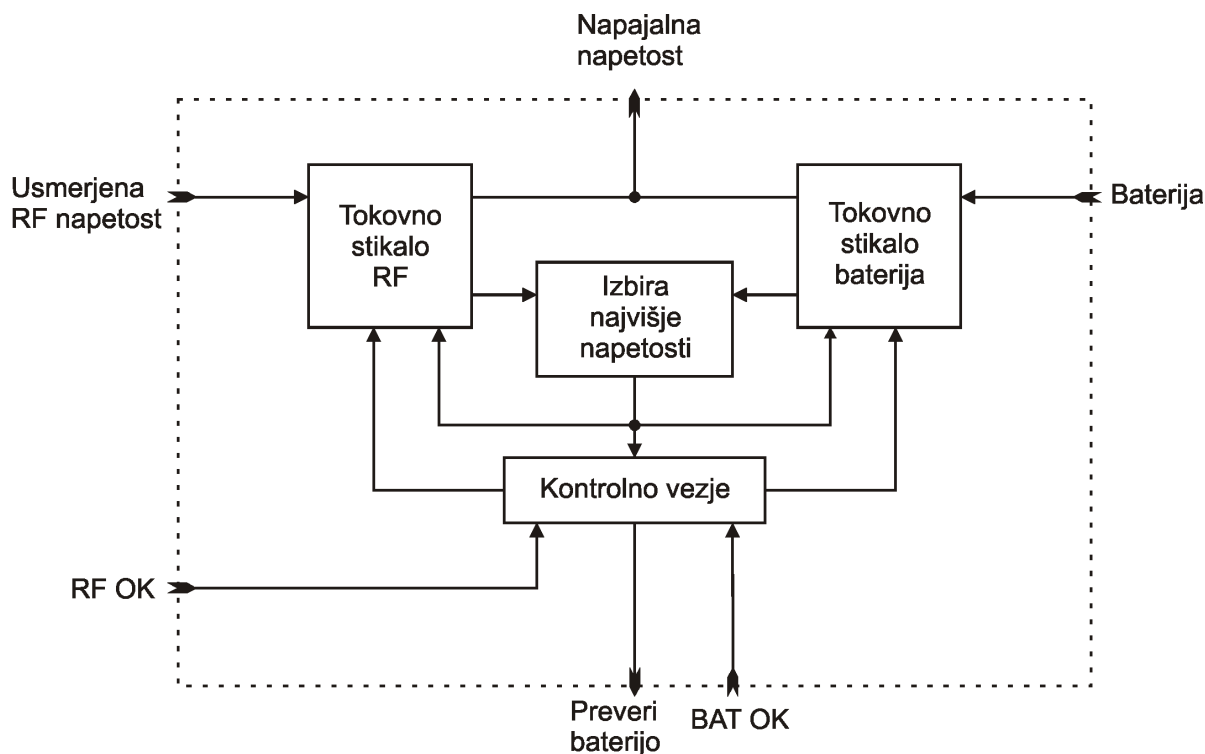 Napajalna
napetost
Usmerjena
RF napetost
Tokovno
stikalo
RF
Tokovno
stikalo
baterija
Baterija
Izbira
najvišje
napetosti
Kontrolno vezje
RF OK
Preveri
baterijo
BAT OK